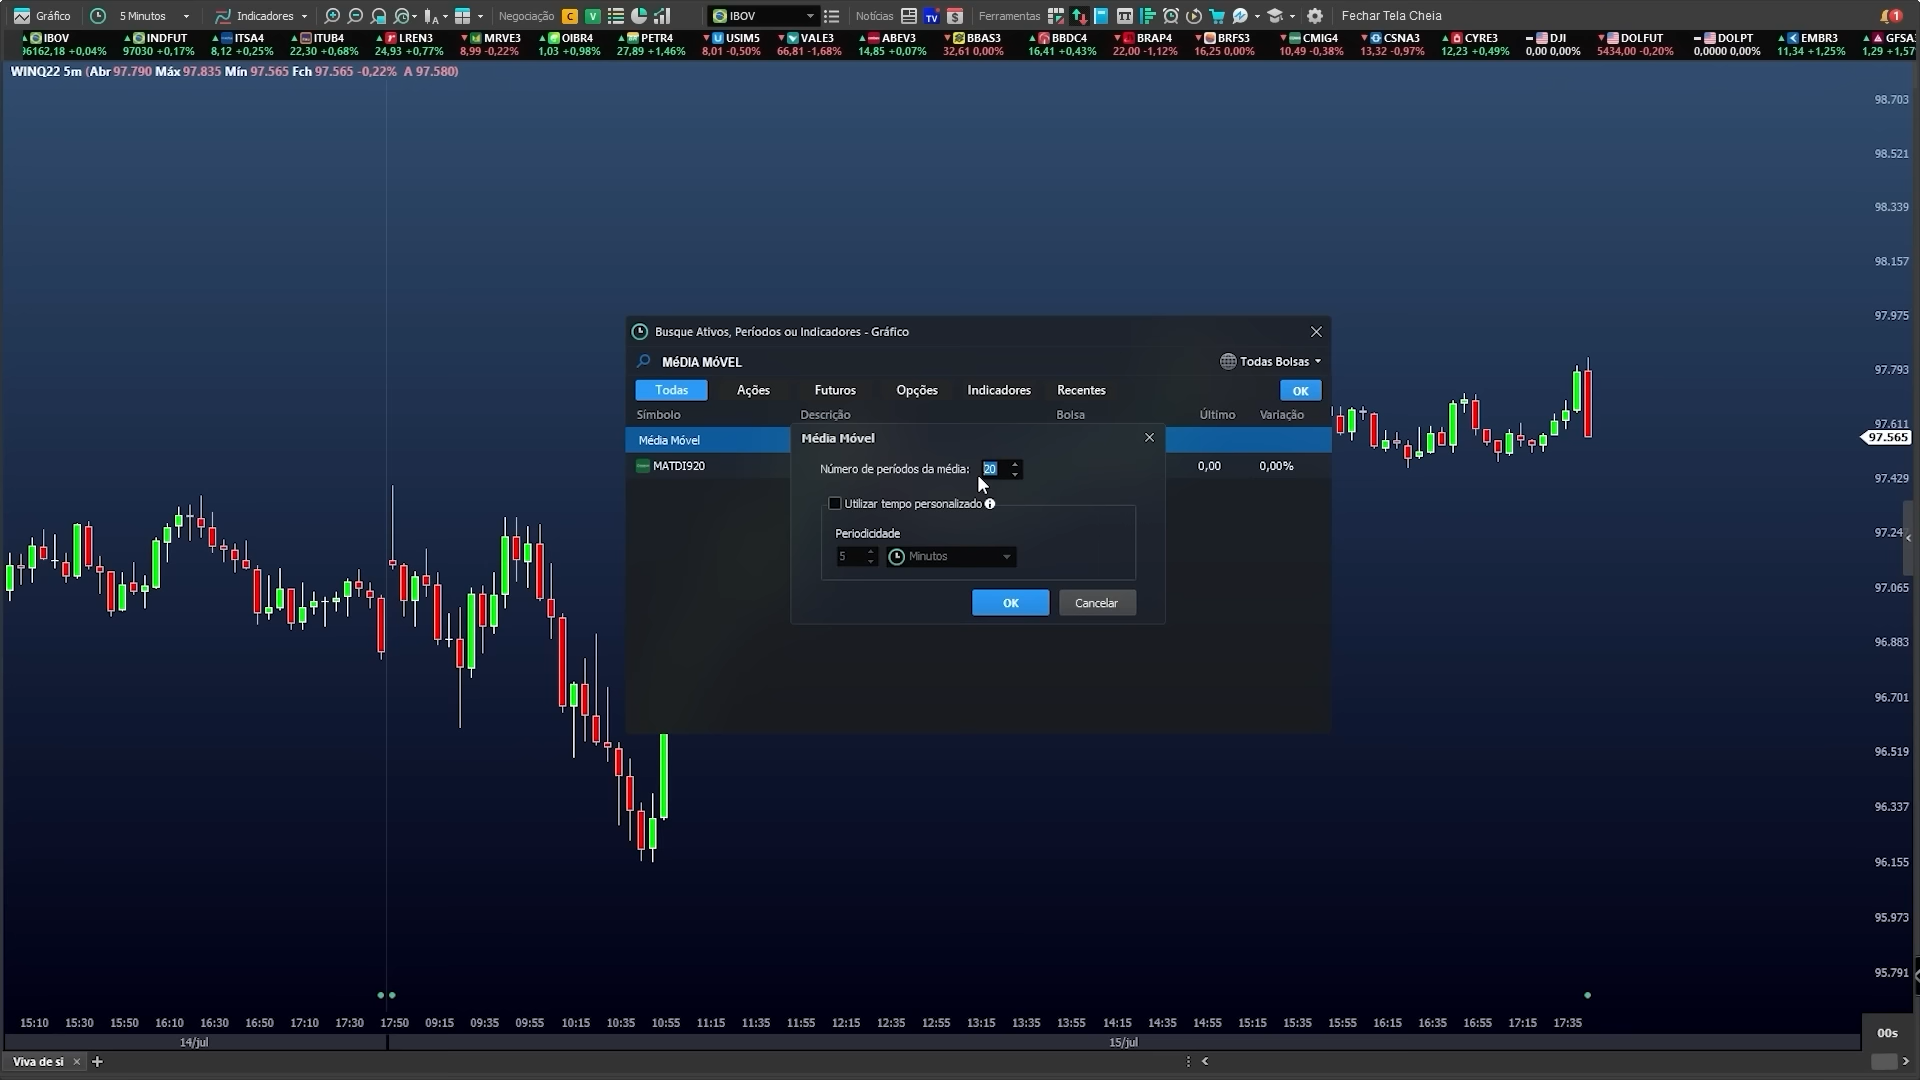 Gráfico 5 Minutos Indicadores Negociação C V IBOV Notícias TV $ Ferramentas Fechar Tela Cheia 1
IBOV INDFUT ITSA4 ITUB4 LREN3 MRVE3 OIBR4 PETR4 USIM5 VALE3 ABEV3 BBAS3 BBDC4 BRAP4 BRFS3 CMIG4 CSNA3 CYRE3 DJI DOLFUT DOLPT EMBR3 GFSA
96162,18 +0,04% 97030 +0,17% 8,12 +0,25% 22,30 +0,68% 24,93 +0,77% 8,99 -0,22% 1,03 +0,98% 27,89 +1,46% 8,01 -0,50% 66,81 -1,68% 14,85 +0,07% 32,61 0,00% 16,41 +0,43% 22,00 -1,12% 16,25 0,00% 10,49 -0,38% 13,32 -0,97% 12,23 +0,49% 0,00 0,00% 5434,00 -0,20% 0,0000 0,00% 11,34 +1,25% 1,29 +1,57
WINQ22 5m (Abr 97.790 Máx 97.835 Mín 97.565 Fch 97.565 -0,22% A 97.580)
98.703
98.521
98.339
98.157
97.975
Busque Ativos, Períodos ou Indicadores - Gráfico
MéDIA MóVEL Todas Bolsas
97.793
Todas Ações Futuros Opções Indicadores Recentes OK
Símbolo Descrição Bolsa Último Variação
97.611
97.565
Média Móvel
Média Móvel
MATDI920 0,00 0,00%
Número de períodos da média: 20
97.429
Utilizar tempo personalizado
97.247
Periodicidade
5 Minutos
97.065
OK Cancelar
96.883
96.701
96.519
96.337
96.155
95.973
95.791
15:10 15:30 15:50 16:10 16:30 16:50 17:10 17:30 17:50 09:15 09:35 09:55 10:15 10:35 10:55 11:15 11:35 11:55 12:15 12:35 12:55 13:15 13:35 13:55 14:15 14:35 14:55 15:15 15:35 15:55 16:15 16:35 16:55 17:15 17:35
00s
14/jul 15/jul
Viva de si